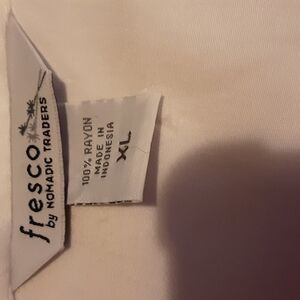 fresco
by NOMADIC TRADERS
100% RAYON
MADE IN
INDONESIA
XL